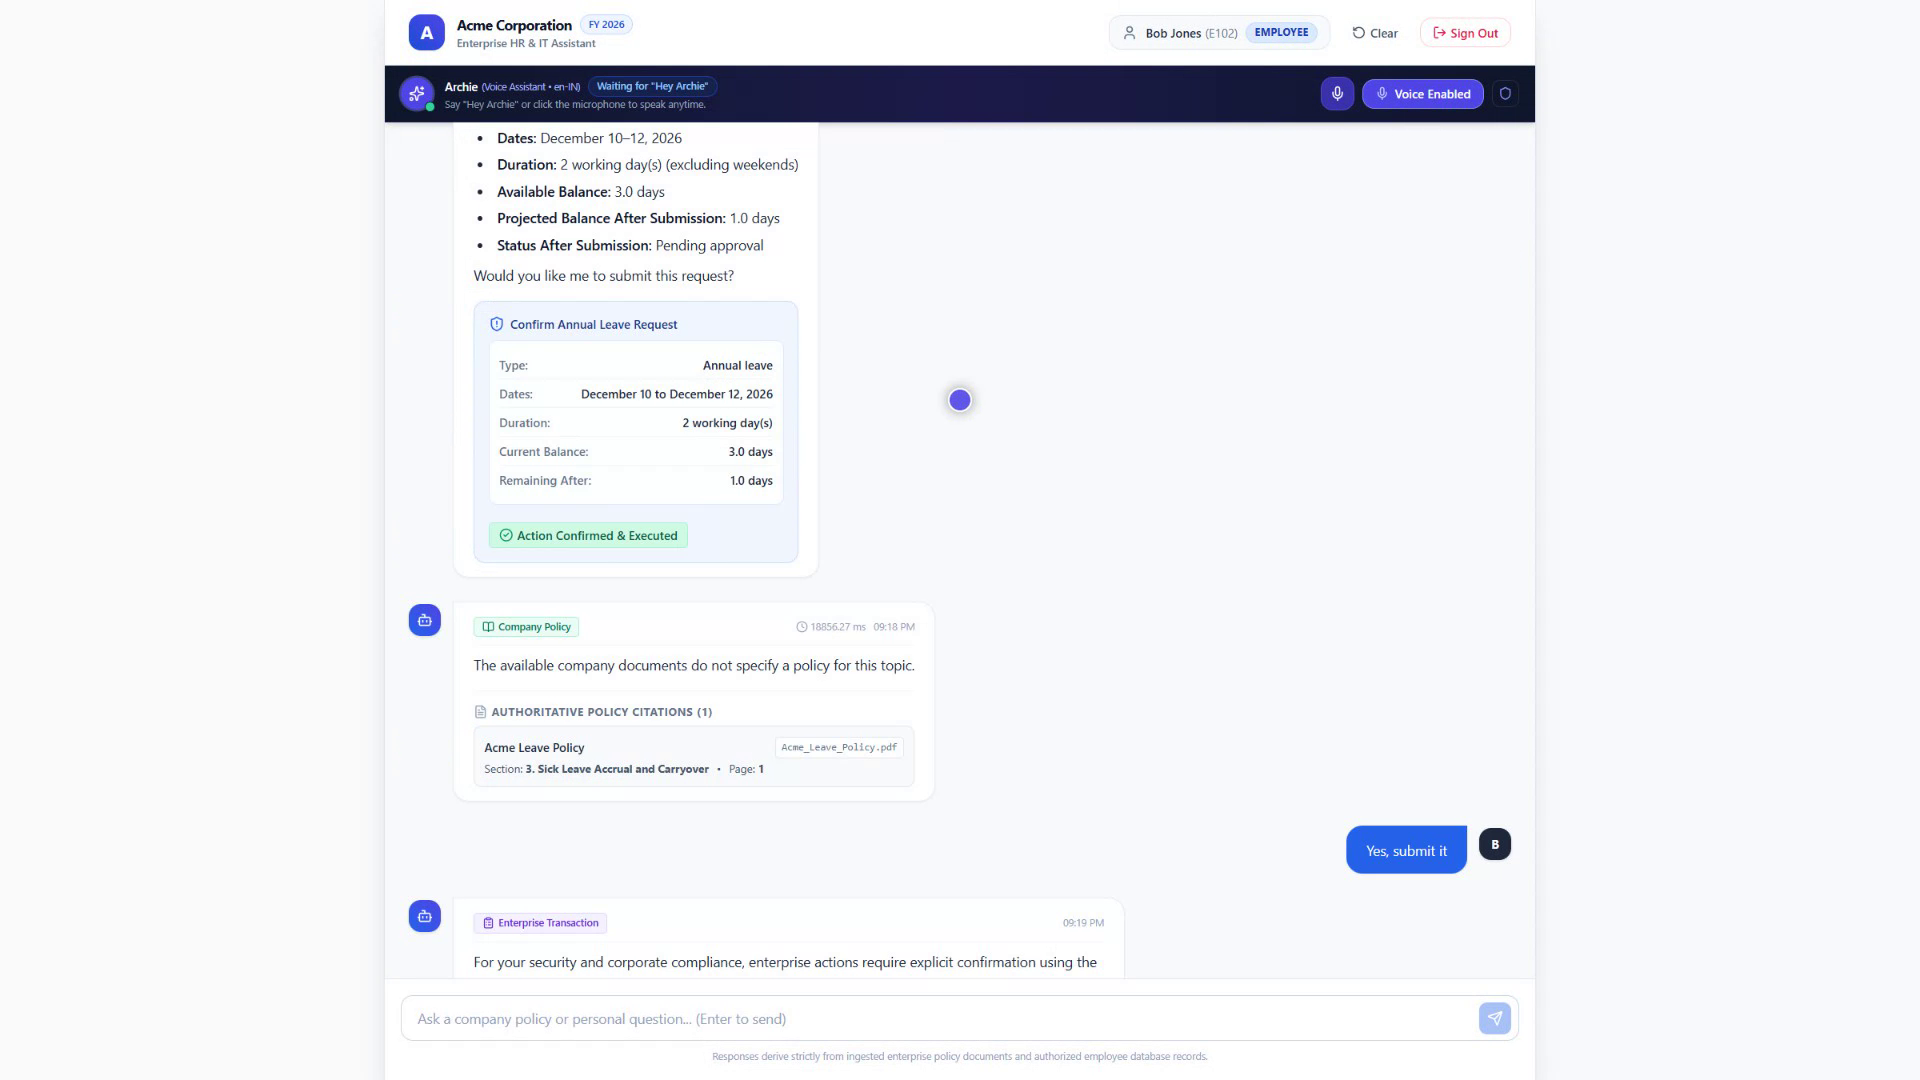 A
Acme Corporation FY 2026
Enterprise HR & IT Assistant
Bob Jones (E102) EMPLOYEE
Clear
Sign Out
Archie (Voice Assistant • en-IN) Waiting for "Hey Archie"
Say "Hey Archie" or click the microphone to speak anytime.
Voice Enabled
• Dates: December 10–12, 2026
• Duration: 2 working day(s) (excluding weekends)
• Available Balance: 3.0 days
• Projected Balance After Submission: 1.0 days
• Status After Submission: Pending approval
Would you like me to submit this request?
Confirm Annual Leave Request
Type: Annual leave
Dates: December 10 to December 12, 2026
Duration: 2 working day(s)
Current Balance: 3.0 days
Remaining After: 1.0 days
Action Confirmed & Executed
Company Policy 18856.27 ms 09:18 PM
The available company documents do not specify a policy for this topic.
AUTHORITATIVE POLICY CITATIONS (1)
Acme Leave Policy Acme_Leave_Policy.pdf
Section: 3. Sick Leave Accrual and Carryover • Page: 1
Yes, submit it
B
Enterprise Transaction 09:19 PM
For your security and corporate compliance, enterprise actions require explicit confirmation using the
Ask a company policy or personal question... (Enter to send)
Responses derive strictly from ingested enterprise policy documents and authorized employee database records.